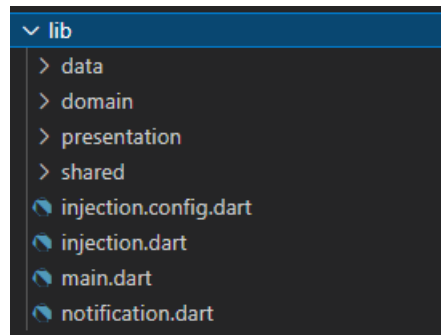 lib
data
domain
presentation
shared
injection.config.dart
injection.dart
main.dart
notification.dart